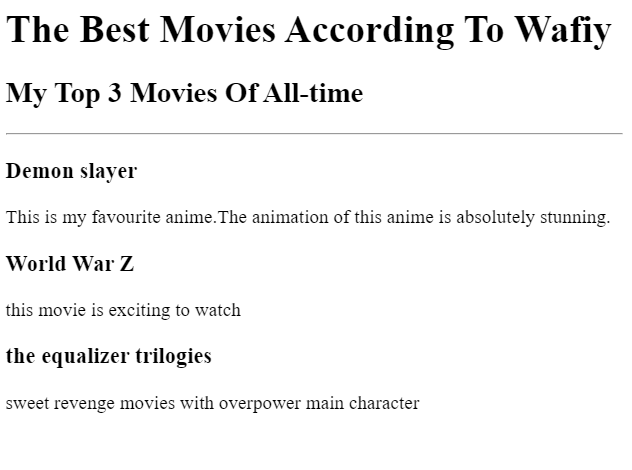 The Best Movies According To Wafiy
My Top 3 Movies Of All-time
Demon slayer
This is my favourite anime.The animation of this anime is absolutely stunning.
World War Z
this movie is exciting to watch
the equalizer trilogies
sweet revenge movies with overpower main character